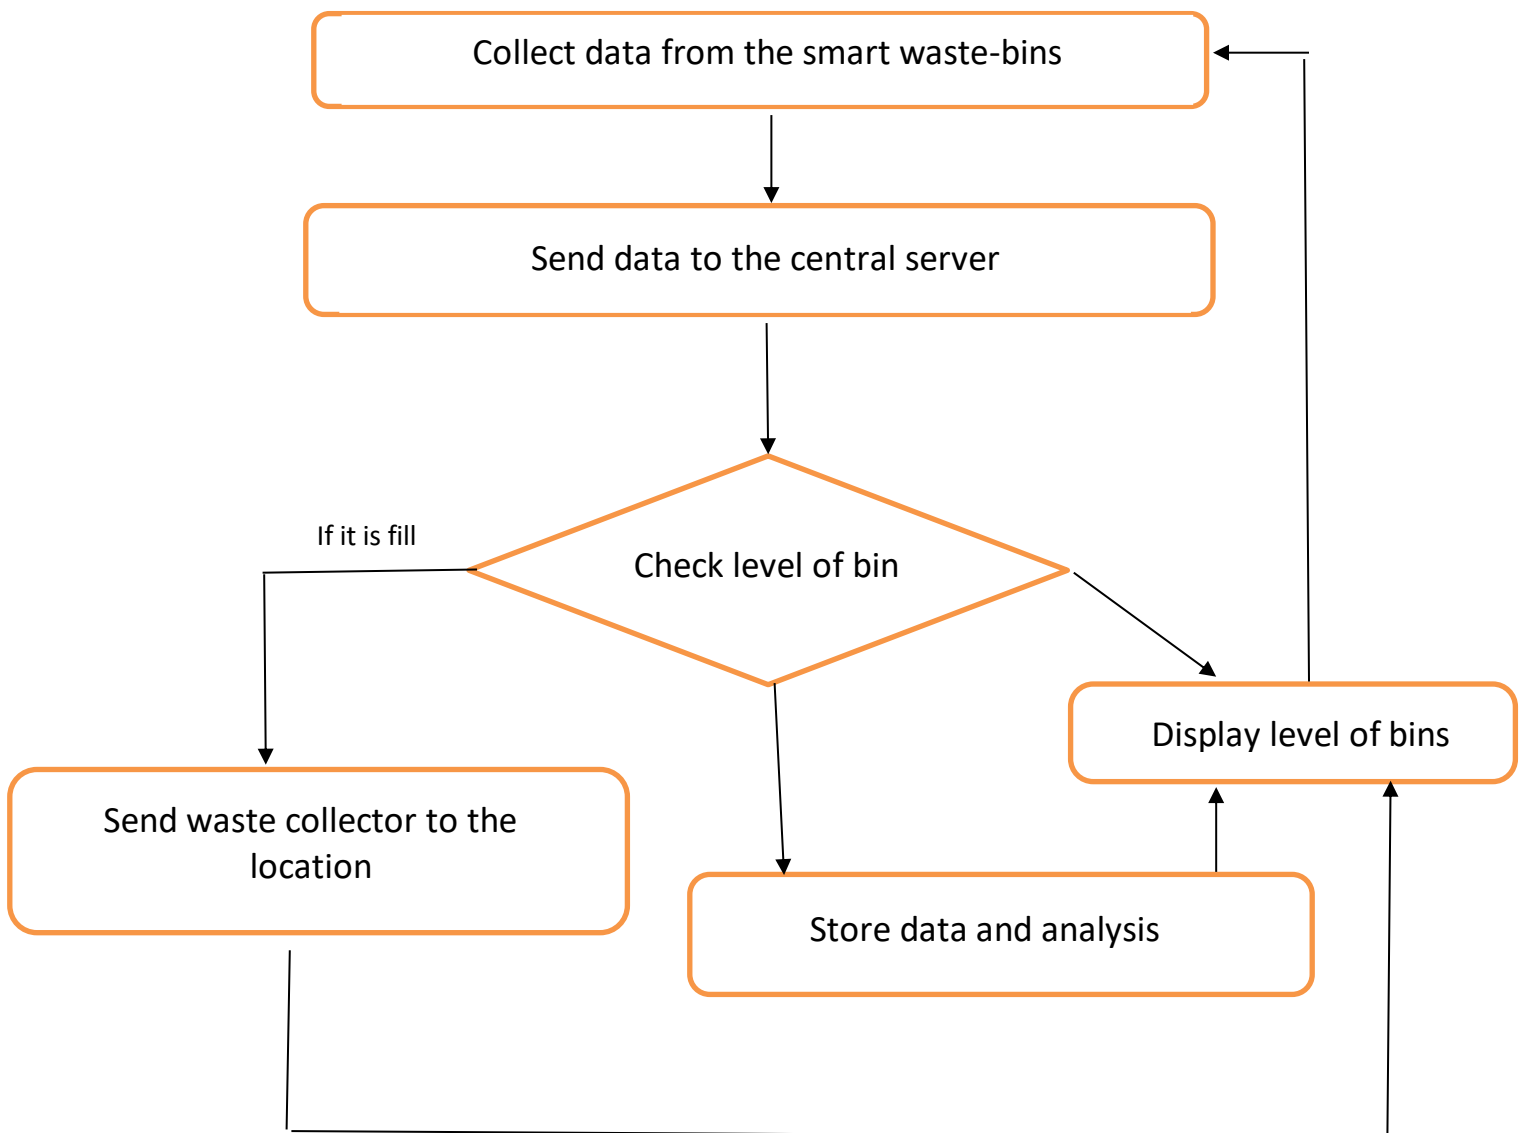 Collect data from the smart waste-bins
Send data to the central server
If it is fill
Check level of bin
Display level of bins
Send waste collector to the
location
Store data and analysis